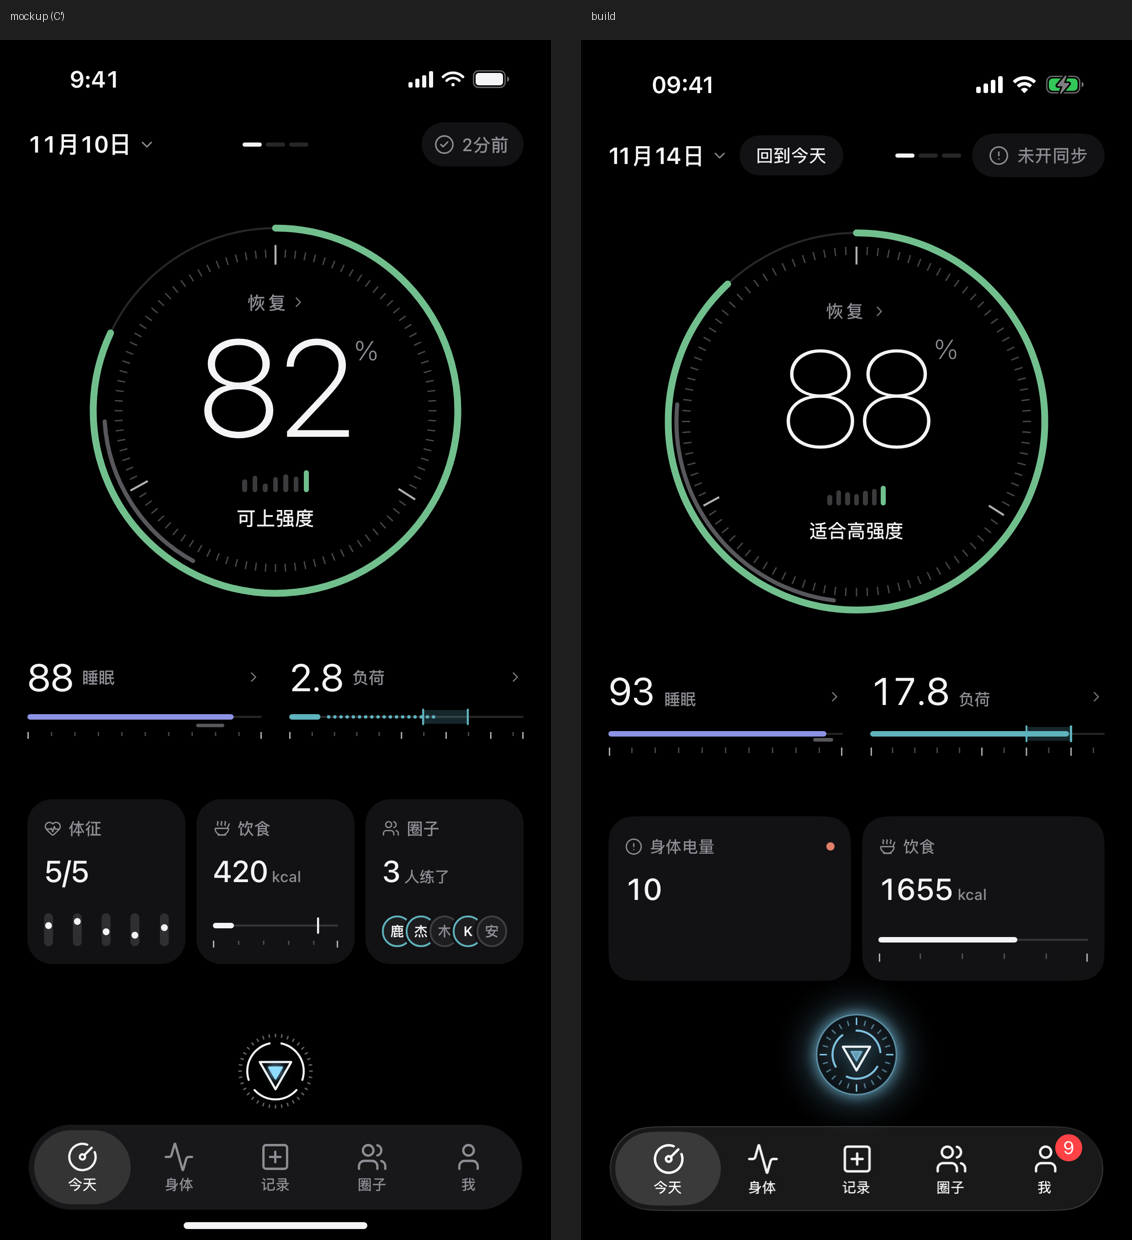 mockup (C')
9:41
11月10日
2分前
恢复
82%
可上强度
88 睡眠
2.8 负荷
体征
5/5
饮食
420 kcal
圈子
3 人练了
鹿 杰 木 K 安
今天 身体 记录 圈子 我
build
09:41
11月14日
回到今天
未开同步
恢复
88%
适合高强度
93 睡眠
17.8 负荷
身体电量
10
饮食
1655 kcal
9
今天 身体 记录 圈子 我